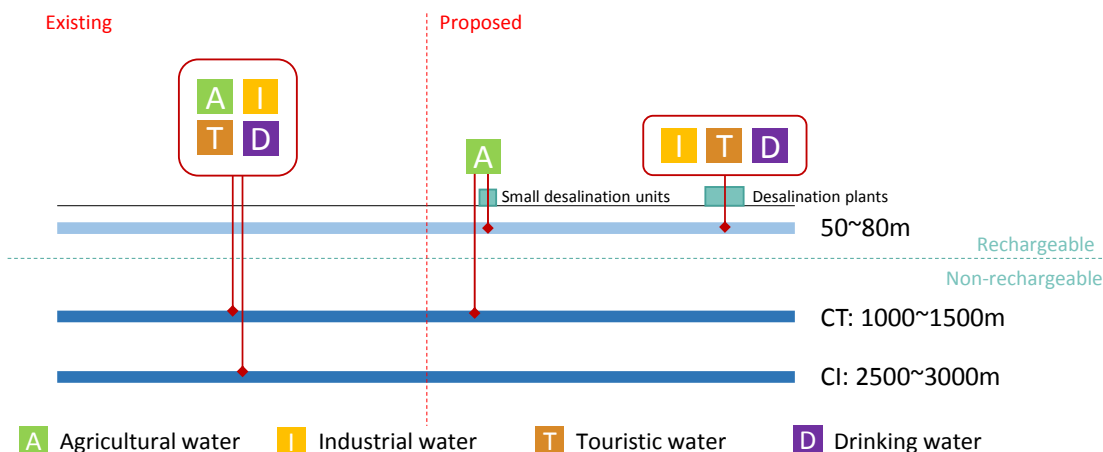 Existing
Proposed
A I
T D
A
I T D
Small desalination units
Desalination plants
50~80m
Rechargeable
Non-rechargeable
CT: 1000~1500m
CI: 2500~3000m
A Agricultural water
I Industrial water
T Touristic water
D Drinking water